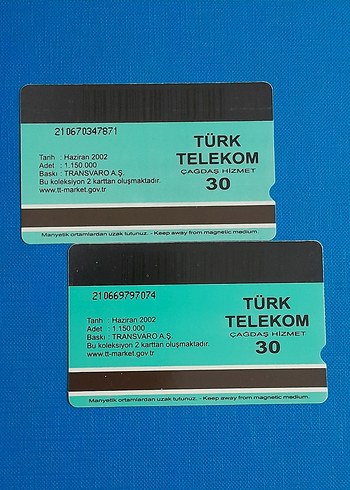 210670347871
TÜRK
TELEKOM
ÇAĞDAŞ HİZMET
30
Tarih : Haziran 2002
Adet : 1.150.000
Baskı : TRANSVARO A.Ş.
Bu koleksiyon 2 karttan oluşmaktadır.
www.tt-market.gov.tr
Manyetik ortamlardan uzak tutunuz. - Keep away from magnetic medium.
210669797074
TÜRK
TELEKOM
ÇAĞDAŞ HİZMET
30
Tarih : Haziran 2002
Adet : 1.150.000
Baskı : TRANSVARO A.Ş.
Bu koleksiyon 2 karttan oluşmaktadır.
www.tt-market.gov.tr
Manyetik ortamlardan uzak tutunuz. - Keep away from magnetic medium.